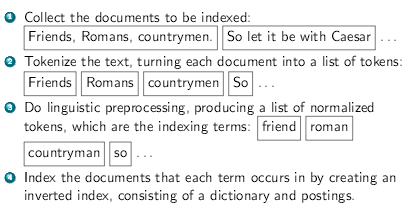 1 Collect the documents to be indexed:
Friends, Romans, countrymen. So let it be with Caesar ...
2 Tokenize the text, turning each document into a list of tokens:
Friends Romans countrymen So ...
3 Do linguistic preprocessing, producing a list of normalized
tokens, which are the indexing terms: friend roman
countryman so ...
4 Index the documents that each term occurs in by creating an
inverted index, consisting of a dictionary and postings.